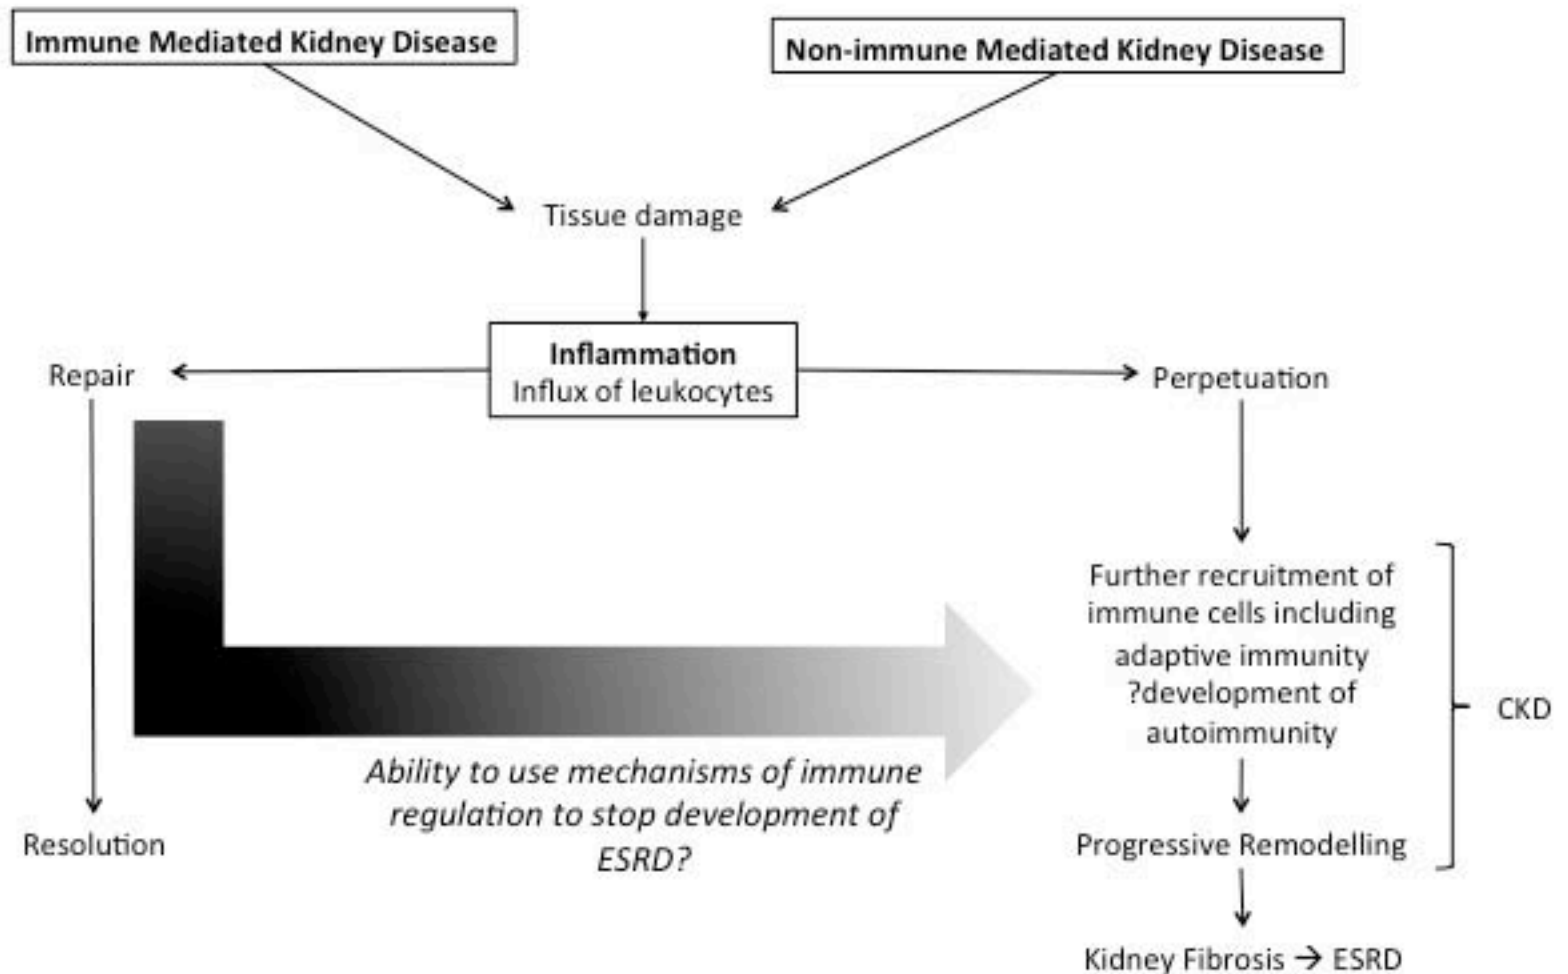 Immune Mediated Kidney Disease
Non-immune Mediated Kidney Disease
Tissue damage
Inflammation
Influx of leukocytes
Repair
Perpetuation
Further recruitment of
immune cells including
adaptive immunity
?development of
autoimmunity
CKD
Ability to use mechanisms of immune
regulation to stop development of
ESRD?
Resolution
Progressive Remodelling
Kidney Fibrosis → ESRD